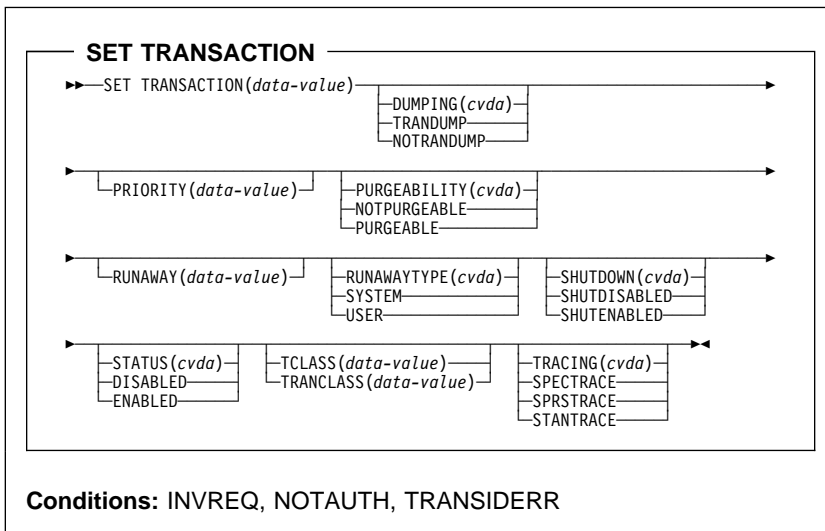 SET TRANSACTION
SET TRANSACTION(data-value)
DUMPING(cvda)
TRANDUMP
NOTRANDUMP
PRIORITY(data-value)
PURGEABILITY(cvda)
NOTPURGEABLE
PURGEABLE
RUNAWAY(data-value)
RUNAWAYTYPE(cvda)
SYSTEM
USER
SHUTDOWN(cvda)
SHUTDISABLED
SHUTENABLED
STATUS(cvda)
DISABLED
ENABLED
TCLASS(data-value)
TRANCLASS(data-value)
TRACING(cvda)
SPECTRACE
SPRSTRACE
STANTRACE
Conditions: INVREQ, NOTAUTH, TRANSIDERR